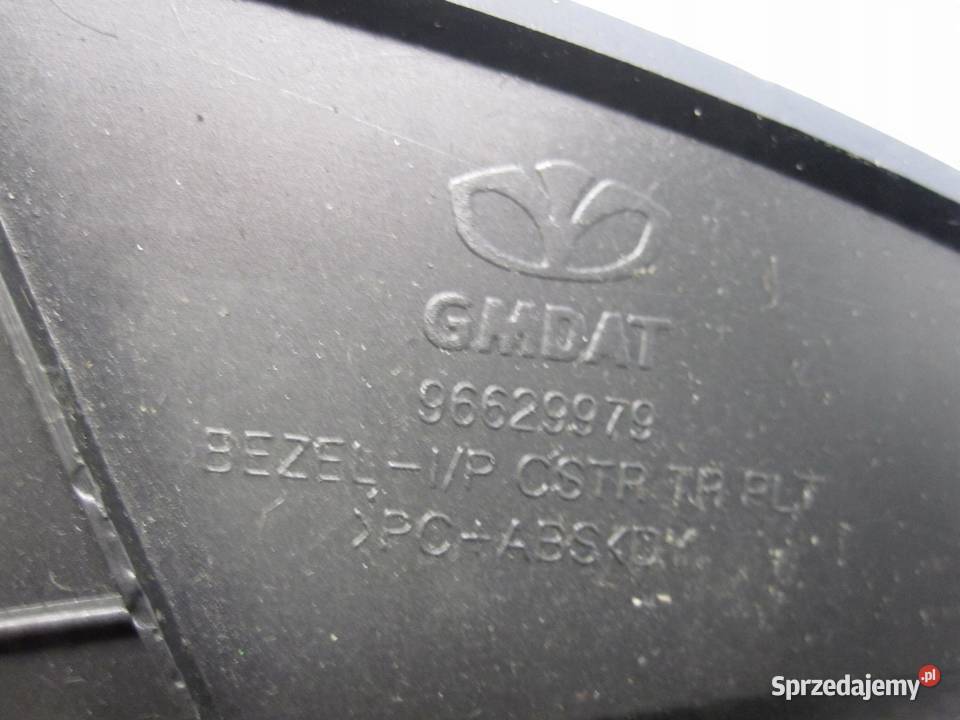 GMDAT
96629979
BEZEL-I/P CSTR TR PLT
>PC+ABS<
Sprzedajemy.pl